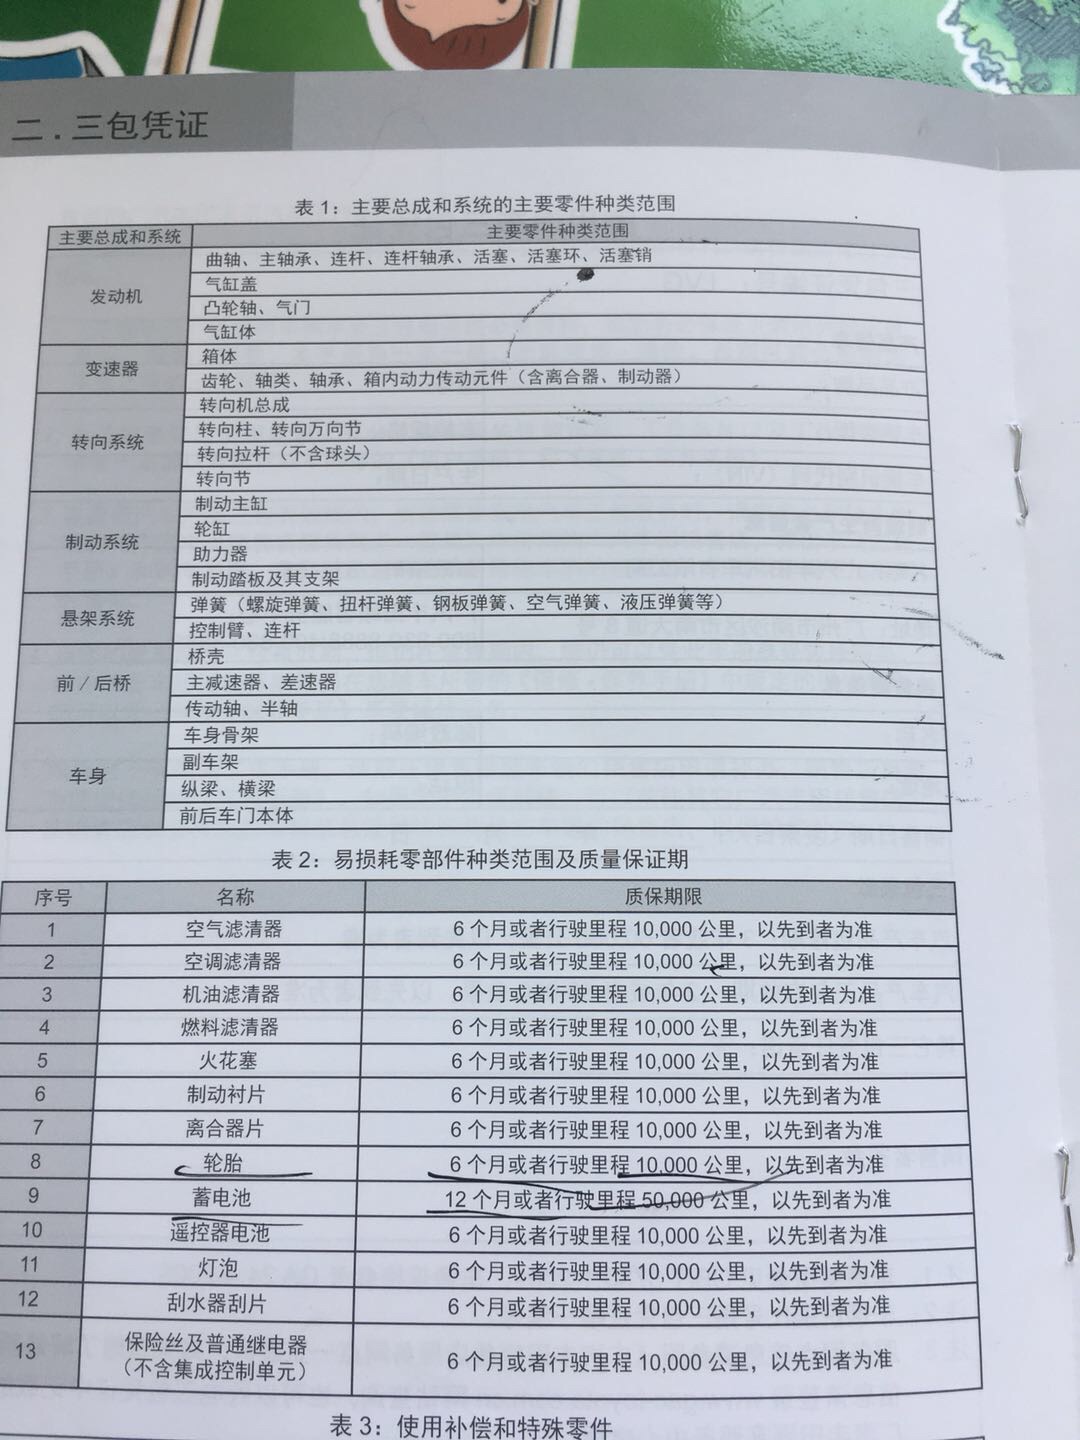 二.三包凭证
表 1：主要总成和系统的主要零件种类范围
主要总成和系统 主要零件种类范围
发动机 曲轴、主轴承、连杆、连杆轴承、活塞、活塞环、活塞销
气缸盖
凸轮轴、气门
气缸体
变速器 箱体
齿轮、轴类、轴承、箱内动力传动元件（含离合器、制动器）
转向系统 转向机总成
转向柱、转向万向节
转向拉杆（不含球头）
转向节
制动系统 制动主缸
轮缸
助力器
制动踏板及其支架
悬架系统 弹簧（螺旋弹簧、扭杆弹簧、钢板弹簧、空气弹簧、液压弹簧等）
控制臂、连杆
前／后桥 桥壳
主减速器、差速器
传动轴、半轴
车身 车身骨架
副车架
纵梁、横梁
前后车门本体
表 2：易损耗零部件种类范围及质量保证期
序号 名称 质保期限
1 空气滤清器 6 个月或者行驶里程 10,000 公里，以先到者为准
2 空调滤清器 6 个月或者行驶里程 10,000 公里，以先到者为准
3 机油滤清器 6 个月或者行驶里程 10,000 公里，以先到者为准
4 燃料滤清器 6 个月或者行驶里程 10,000 公里，以先到者为准
5 火花塞 6 个月或者行驶里程 10,000 公里，以先到者为准
6 制动衬片 6 个月或者行驶里程 10,000 公里，以先到者为准
7 离合器片 6 个月或者行驶里程 10,000 公里，以先到者为准
8 轮胎 6 个月或者行驶里程 10,000 公里，以先到者为准
9 蓄电池 12 个月或者行驶里程 50,000 公里，以先到者为准
10 遥控器电池 6 个月或者行驶里程 10,000 公里，以先到者为准
11 灯泡 6 个月或者行驶里程 10,000 公里，以先到者为准
12 刮水器刮片 6 个月或者行驶里程 10,000 公里，以先到者为准
13 保险丝及普通继电器
（不含集成控制单元） 6 个月或者行驶里程 10,000 公里，以先到者为准
表 3：使用补偿和特殊零件